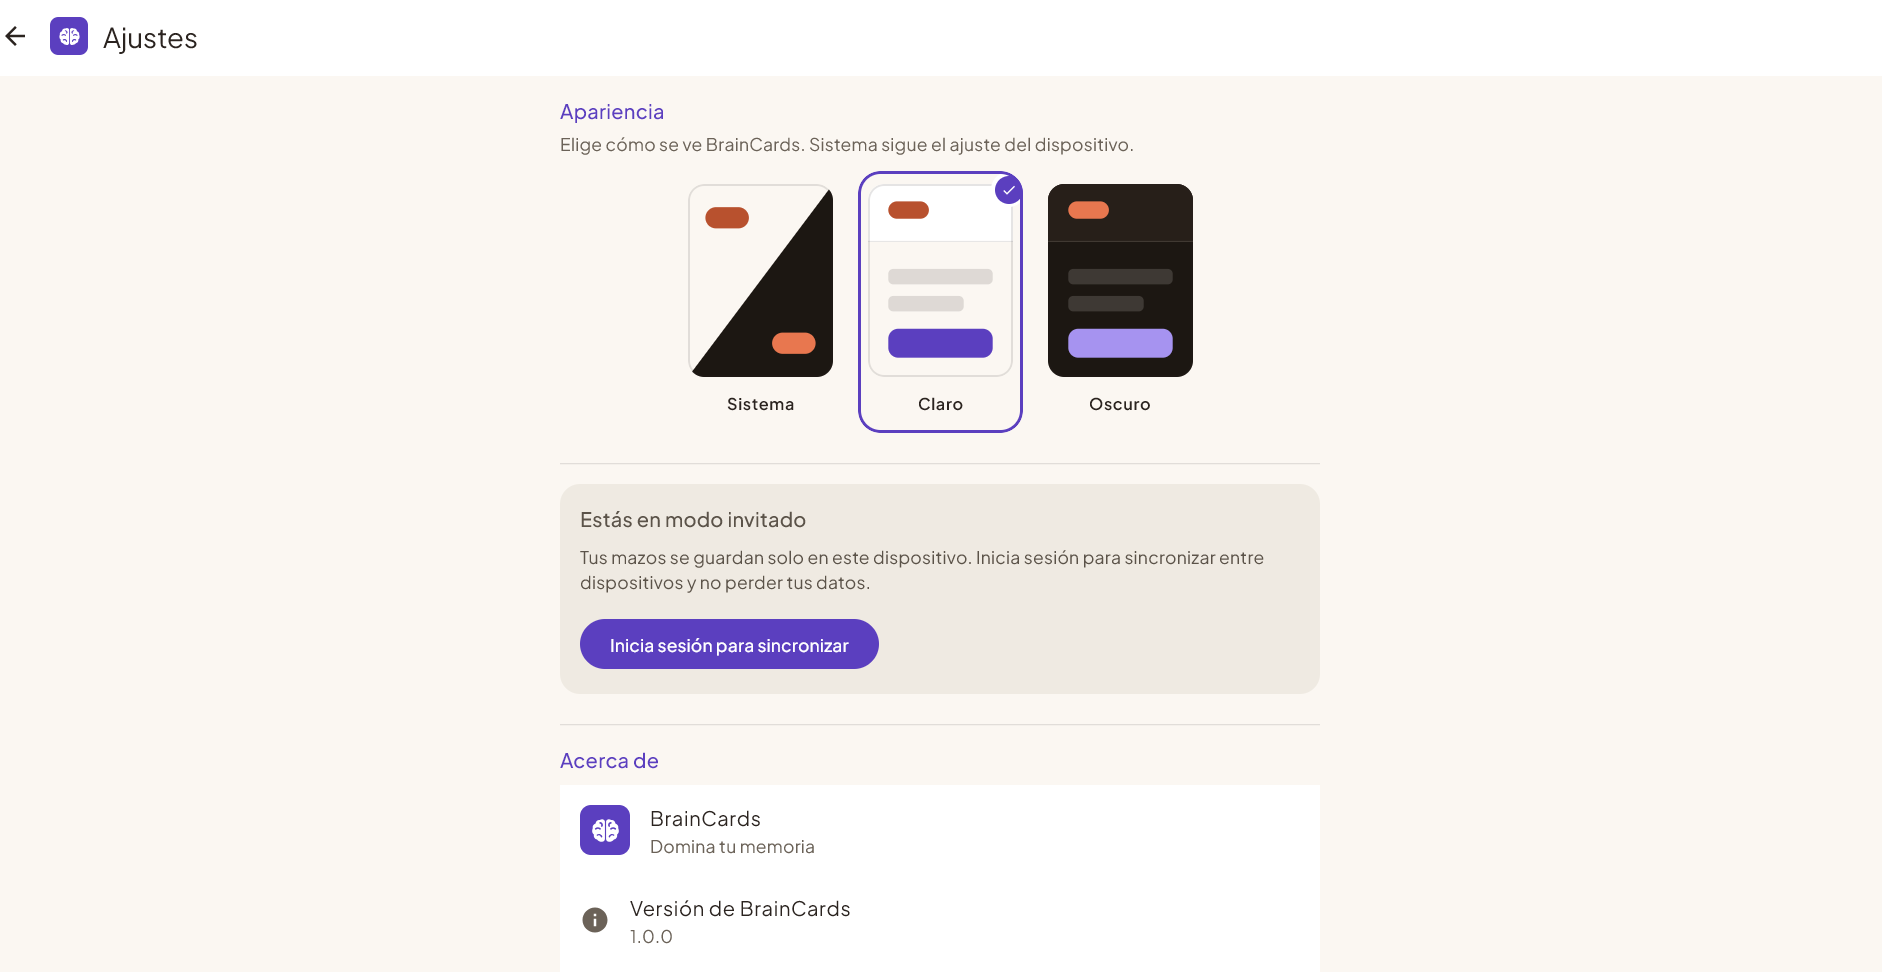 Ajustes
Apariencia
Elige cómo se ve BrainCards. Sistema sigue el ajuste del dispositivo.
Sistema
Claro
Oscuro
Estás en modo invitado
Tus mazos se guardan solo en este dispositivo. Inicia sesión para sincronizar entre
dispositivos y no perder tus datos.
Inicia sesión para sincronizar
Acerca de
BrainCards
Domina tu memoria
Versión de BrainCards
1.0.0